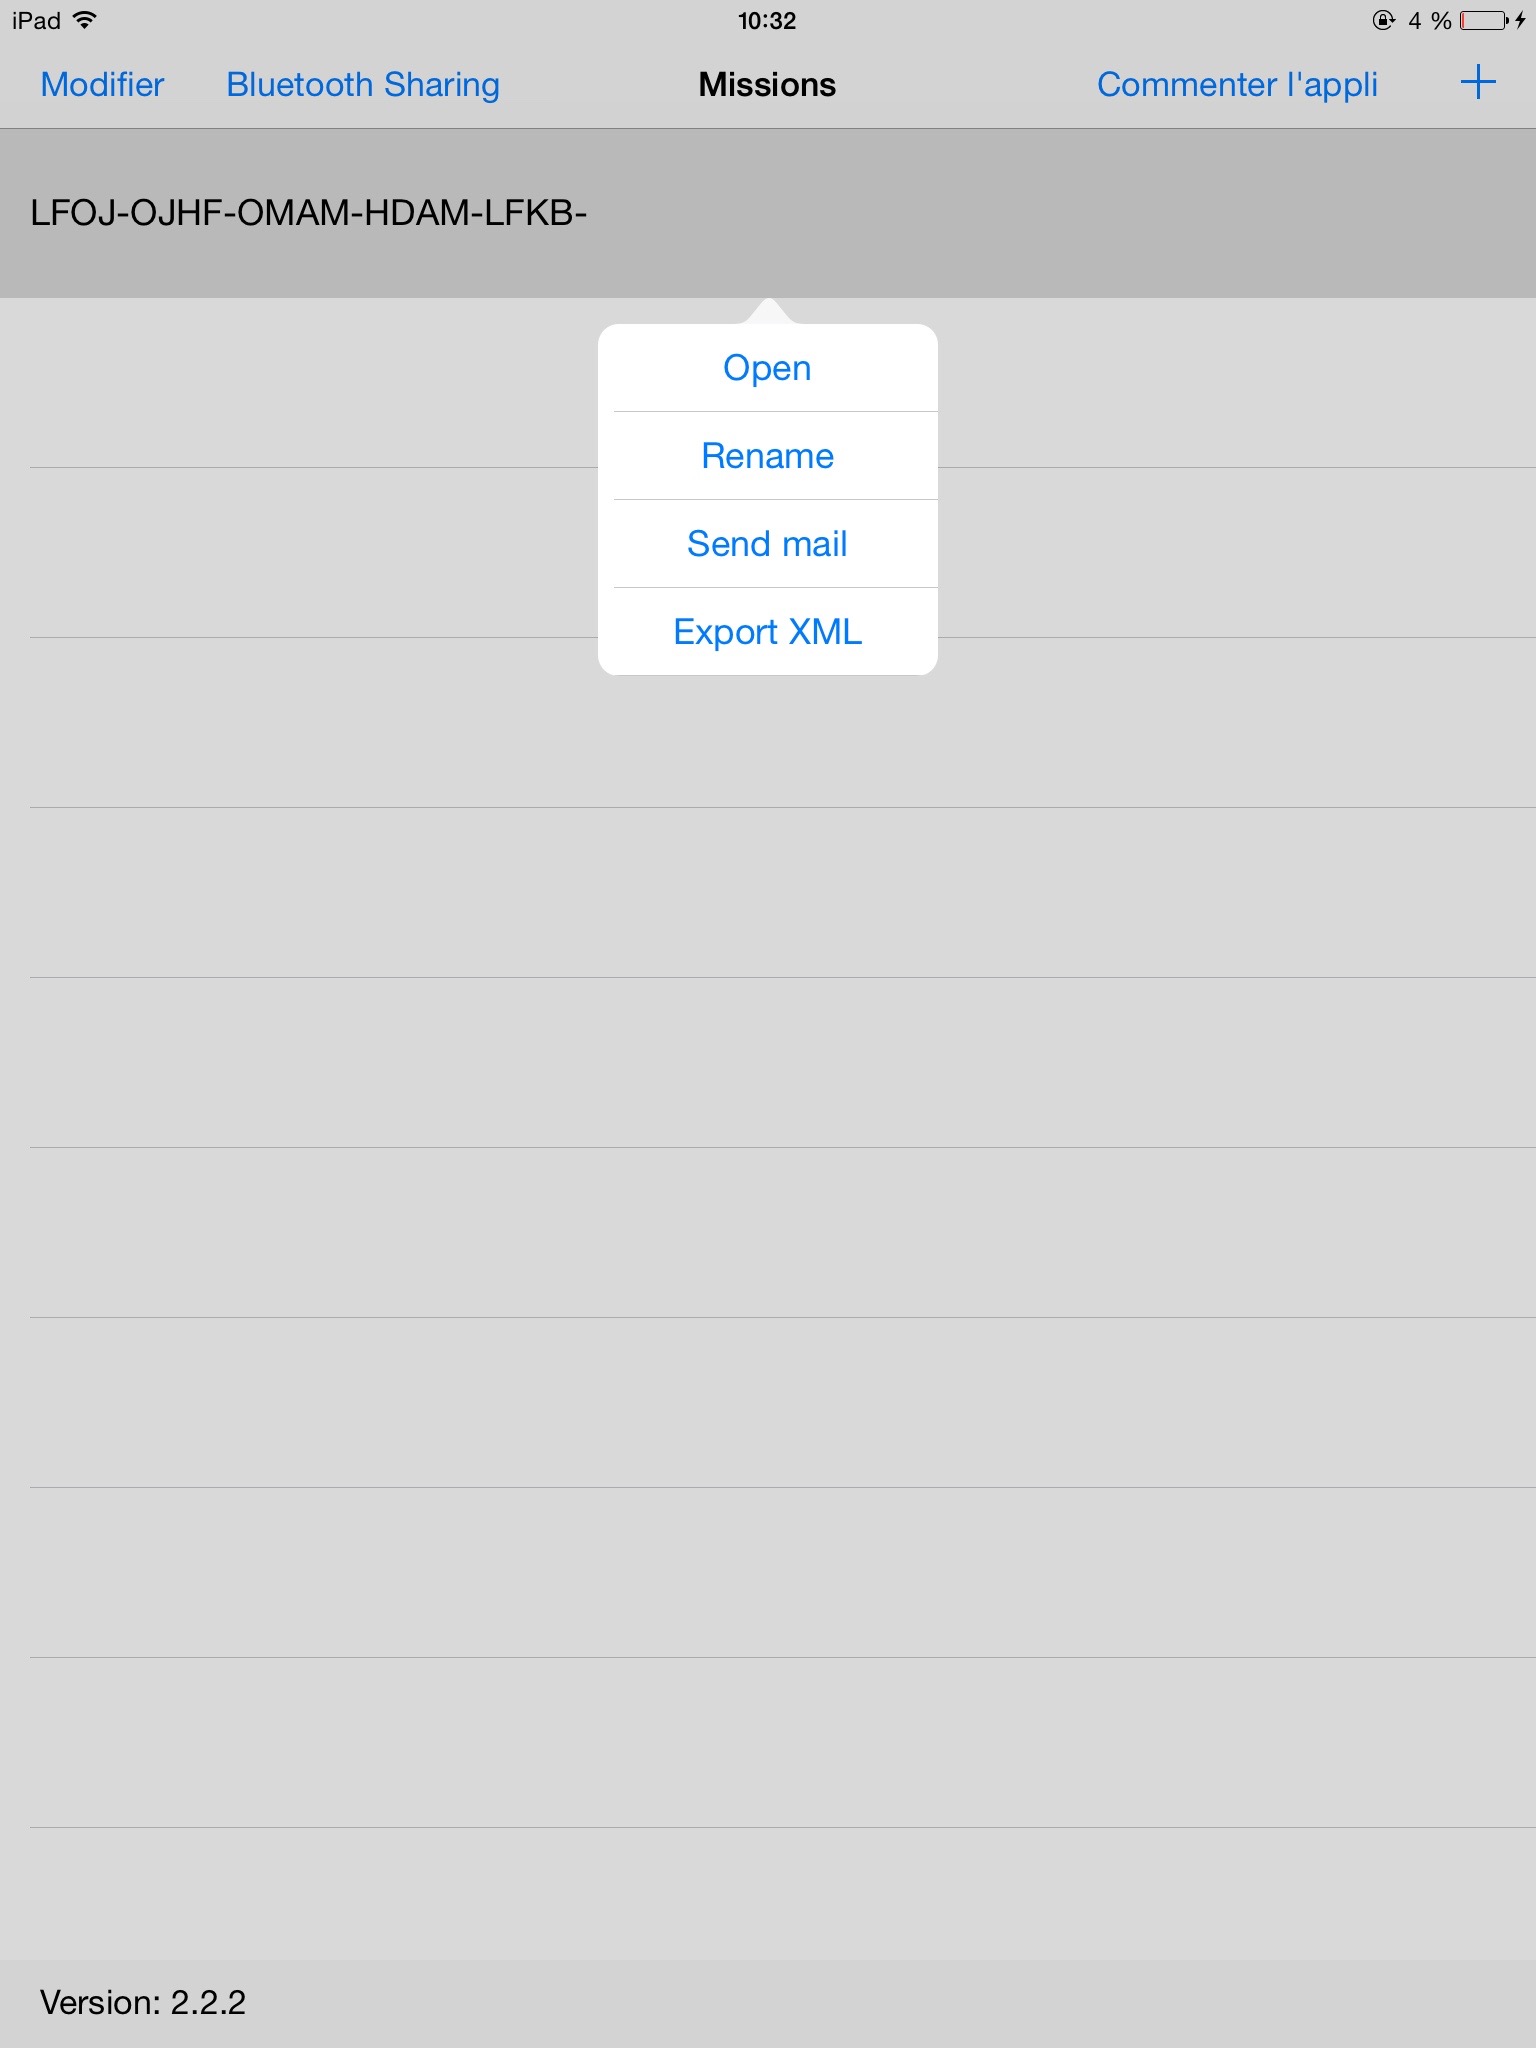 iPad 10:32 4 %
Modifier Bluetooth Sharing Missions Commenter l'appli +
LFOJ-OJHF-OMAM-HDAM-LFKB-
Open
Rename
Send mail
Export XML
Version: 2.2.2